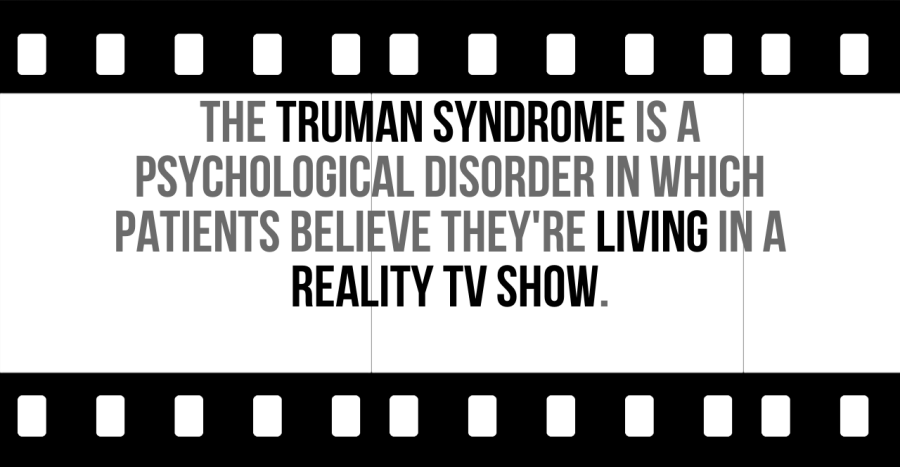 THE TRUMAN SYNDROME IS A
PSYCHOLOGICAL DISORDER IN WHICH
PATIENTS BELIEVE THEY'RE LIVING IN A
REALITY TV SHOW.